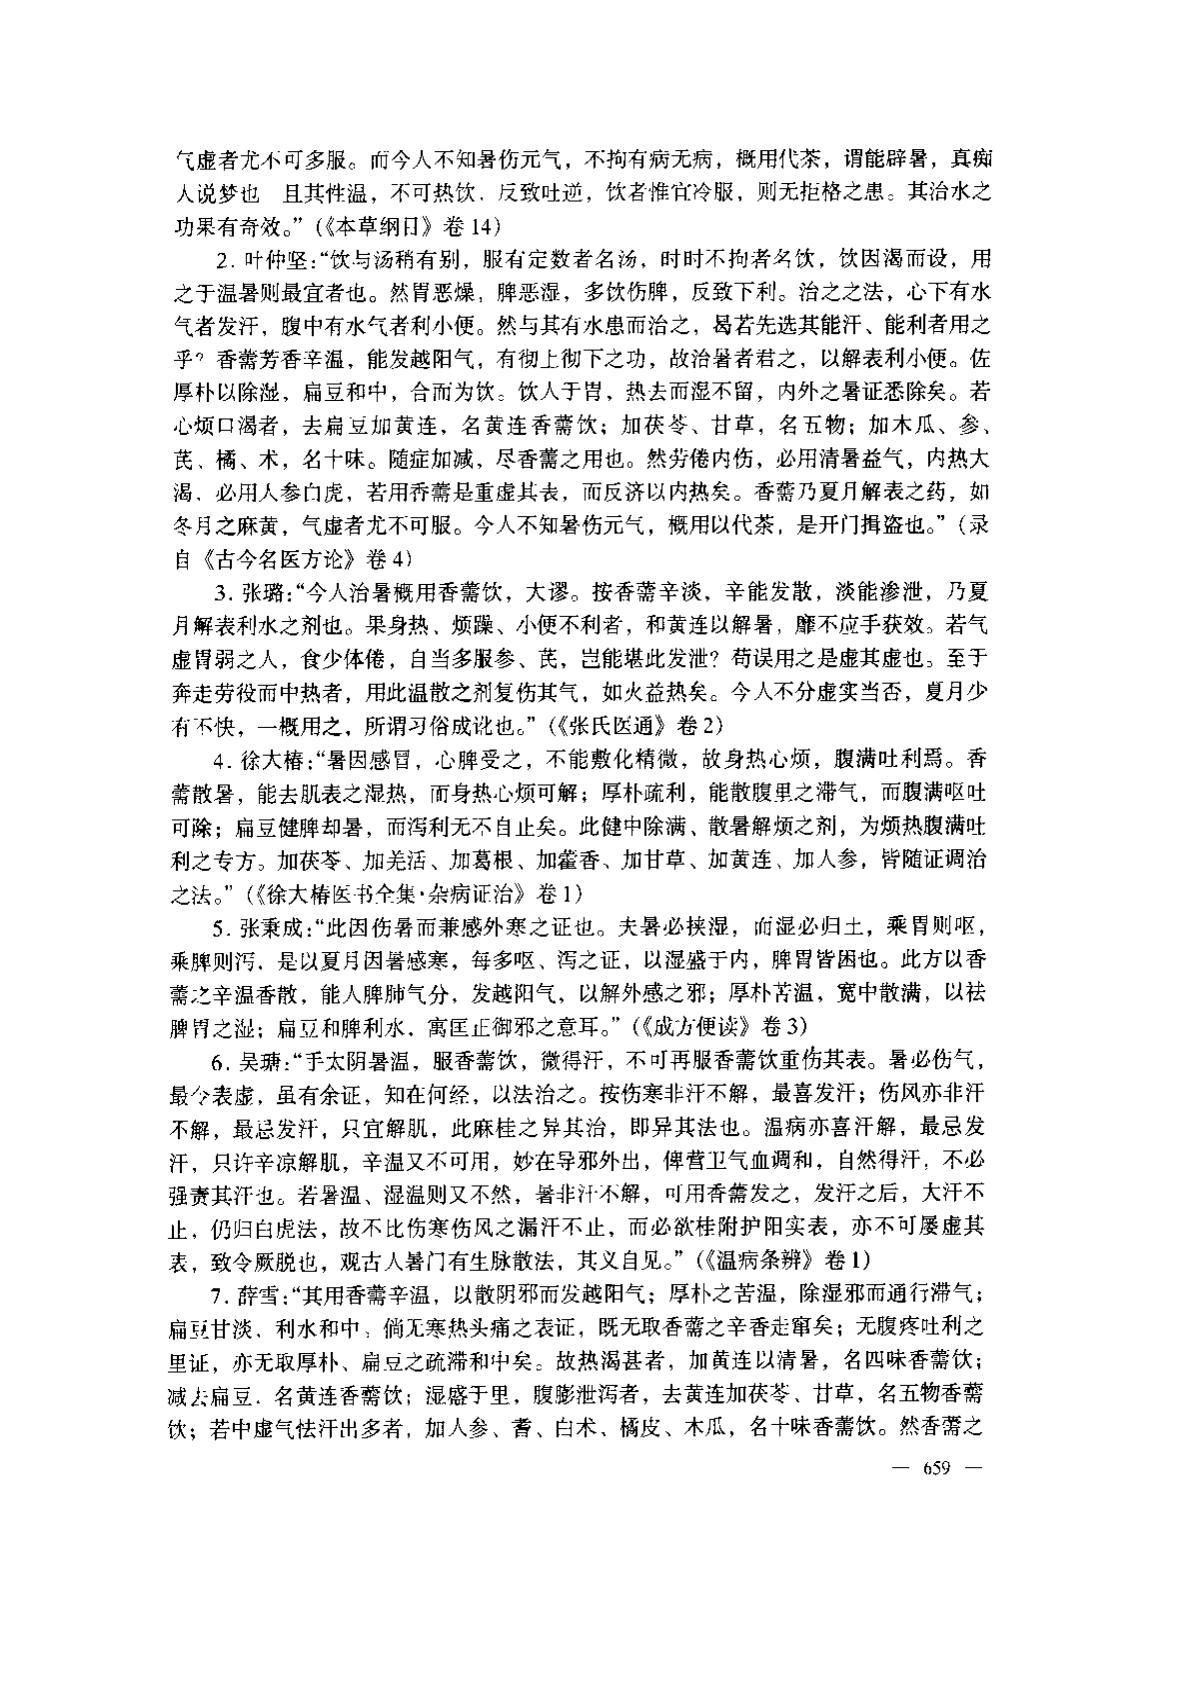 气虚者尤不可多服。而今人不知暑伤元气，不拘有病无病，概用代茶，谓能辟暑，真痴
人说梦也　且其性温，不可热饮，反致吐逆，饮者惟宜冷服，则无拒格之患。其治水之
功果有奇效。”（《本草纲目》卷 14）
2. 叶仲坚：“饮与汤稍有别，服有定数者名汤，时时不拘者名饮，饮因渴而设，用
之于温暑则最宜者也。然胃恶燥，脾恶湿，多饮伤脾，反致下利。治之之法，心下有水
气者发汗，腹中有水气者利小便。然与其有水患而治之，曷若先选其能汗、能利者用之
乎？香薷芳香辛温，能发越阳气，有彻上彻下之功，故治暑者君之，以解表利小便。佐
厚朴以除湿，扁豆和中，合而为饮。饮人于胃，热去而湿不留，内外之暑证悉除矣。若
心烦口渴者，去扁豆加黄连，名黄连香薷饮；加茯苓、甘草，名五物；加木瓜、参、
芪、橘、术，名十味。随症加减，尽香薷之用也。然劳倦内伤，必用清暑益气，内热大
渴，必用人参白虎，若用香薷是重虚其表，而反济以内热矣。香薷乃夏月解表之药，如
冬月之麻黄，气虚者尤不可服。今人不知暑伤元气，概用以代茶，是开门揖盗也。”（录
自《古今名医方论》卷 4）
3. 张璐：“今人治暑概用香薷饮，大谬。按香薷辛淡，辛能发散，淡能渗泄，乃夏
月解表利水之剂也。果身热、烦躁、小便不利者，和黄连以解暑，靡不应手获效。若气
虚胃弱之人，食少体倦，自当多服参、芪，岂能堪此发泄？苟误用之是虚其虚也。至于
奔走劳役而中热者，用此温散之剂复伤其气，如火益热矣。今人不分虚实当否，夏月少
有不快，一概用之，所谓习俗成讹也。”（《张氏医通》卷 2）
4. 徐大椿：“暑因感冒，心脾受之，不能敷化精微，故身热心烦，腹满吐利焉。香
薷散暑，能去肌表之湿热，而身热心烦可解；厚朴疏利，能散腹里之滞气，而腹满呕吐
可除；扁豆健脾却暑，而泻利无不自止矣。此健中除满、散暑解烦之剂，为烦热腹满吐
利之专方。加茯苓、加羌活、加葛根、加藿香、加甘草、加黄连、加人参，皆随证调治
之法。”（《徐大椿医书全集·杂病证治》卷 1）
5. 张秉成：“此因伤暑而兼感外寒之证也。夫暑必挟湿，而湿必归土，乘胃则呕，
乘脾则泻，是以夏月因暑感寒，每多呕、泻之证，以湿盛于内，脾胃皆困也。此方以香
薷之辛温香散，能人脾肺气分，发越阳气，以解外感之邪；厚朴苦温，宽中散满，以祛
脾胃之湿；扁豆和脾利水，寓匡正御邪之意耳。”（《成方便读》卷 3）
6. 吴瑭：“手太阴暑温，服香薷饮，微得汗，不可再服香薷饮重伤其表。暑必伤气，
最令表虚，虽有余证，知在何经，以法治之。按伤寒非汗不解，最喜发汗；伤风亦非汗
不解，最忌发汗，只宜解肌，此麻桂之异其治，即异其法也。温病亦喜汗解，最忌发
汗，只许辛凉解肌，辛温又不可用，妙在导邪外出，俾营卫气血调和，自然得汗，不必
强责其汗也。若暑温、湿温则又不然，暑非汗不解，可用香薷发之，发汗之后，大汗不
止，仍归白虎法，故不比伤寒伤风之漏汗不止，而必欲桂附护阳实表，亦不可屡虚其
表，致令厥脱也，观古人暑门有生脉散法，其义自见。”（《温病条辨》卷 1）
7. 薛雪：“其用香薷辛温，以散阴邪而发越阳气；厚朴之苦温，除湿邪而通行滞气；
扁豆甘淡，利水和中，倘无寒热头痛之表证，既无取香薷之辛香走窜矣；无腹疼吐利之
里证，亦无取厚朴、扁豆之疏滞和中矣。故热渴甚者，加黄连以清暑，名四味香薷饮；
减去扁豆，名黄连香薷饮；湿盛于里，腹膨泄泻者，去黄连加茯苓、甘草，名五物香薷
饮；若中虚气怯汗出多者，加人参、蓍、白术、橘皮、木瓜，名十味香薷饮。然香薷之
— 659 —